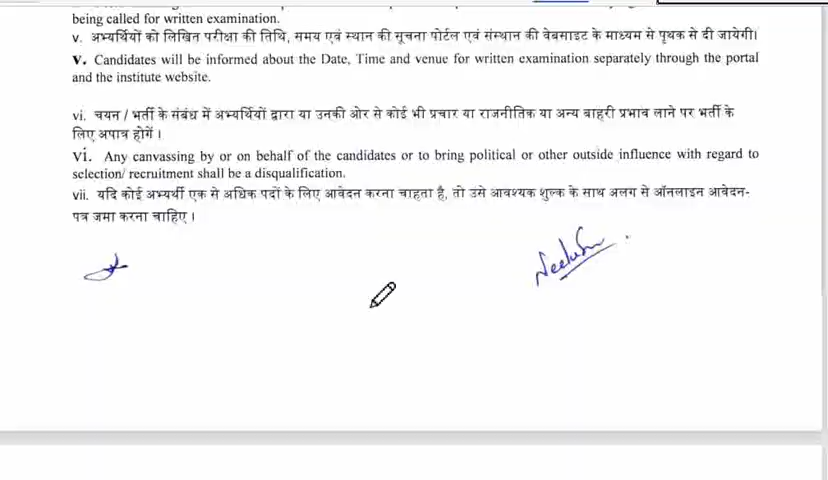 being called for written examination.
v. अभ्यर्थियों को लिखित परीक्षा की तिथि, समय एवं स्थान की सूचना पोर्टल एवं संस्थान की वेबसाइट के माध्यम से पृथक से दी जायेगी।
v. Candidates will be informed about the Date, Time and venue for written examination separately through the portal
and the institute website.
vi. चयन / भर्ती के संबंध में अभ्यर्थियों द्वारा या उनकी ओर से कोई भी प्रचार या राजनीतिक या अन्य बाहरी प्रभाव लाने पर भर्ती के
लिए अपात्र होगें ।
vi. Any canvassing by or on behalf of the candidates or to bring political or other outside influence with regard to
selection/ recruitment shall be a disqualification.
vii. यदि कोई अभ्यर्थी एक से अधिक पदों के लिए आवेदन करना चाहता है, तो उसे आवश्यक शुल्क के साथ अलग से ऑनलाइन आवेदन-
पत्र जमा करना चाहिए ।